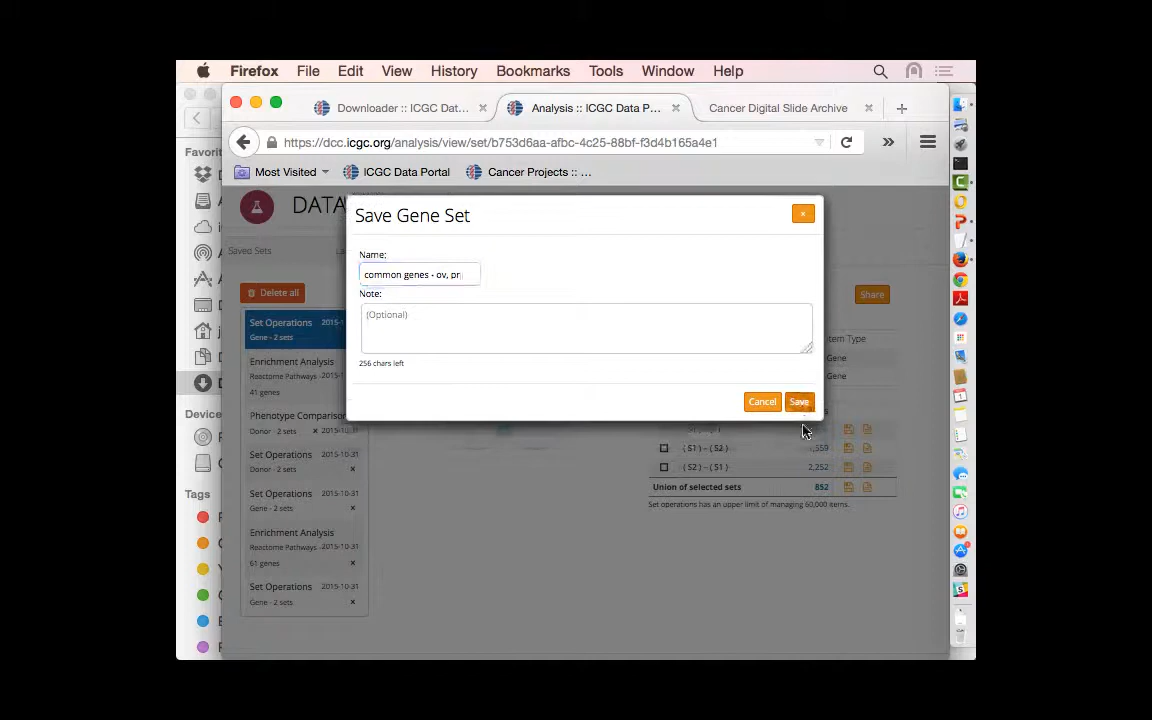 Firefox File Edit View History Bookmarks Tools Window Help
Downloader :: ICGC Dat... × Analysis :: ICGC Data P... × Cancer Digital Slide Archive × +
https://dcc.icgc.org/analysis/view/set/b753d6aa-afbc-4c25-88bf-f3d4b165a4e1 »
Favorit Most Visited ICGC Data Portal Cancer Projects :: ...
DATA
Save Gene Set ×
Saved Sets
Name:
common genes - ov, pr
Note:
(Optional)
256 chars left
Cancel Save
Delete all
Share
Set Operations
Gene - 2 sets
tem Type
Gene
Gene
Enrichment Analysis
Reactome Pathways
41 genes
Phenotype Comparison
Donor - 2 sets × 2015-10-31
Set Operations 2015-10-31
Donor - 2 sets ×
Set Operations 2015-10-31
Gene - 2 sets ×
Enrichment Analysis
Reactome Pathways 2015-10-31
61 genes ×
Set Operations 2015-10-31
Gene - 2 sets ×
( S1 ) − ( S2 )
( S2 ) − ( S1 ) 2,252
Union of selected sets 852
Set operations has an upper limit of managing 60,000 items.
Device
Tags